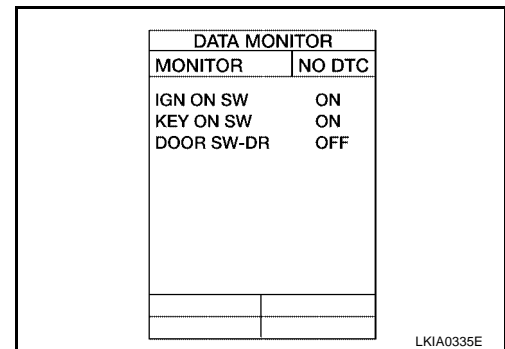 DATA MONITOR
MONITOR NO DTC
IGN ON SW ON
KEY ON SW ON
DOOR SW-DR OFF
LKIA0335E